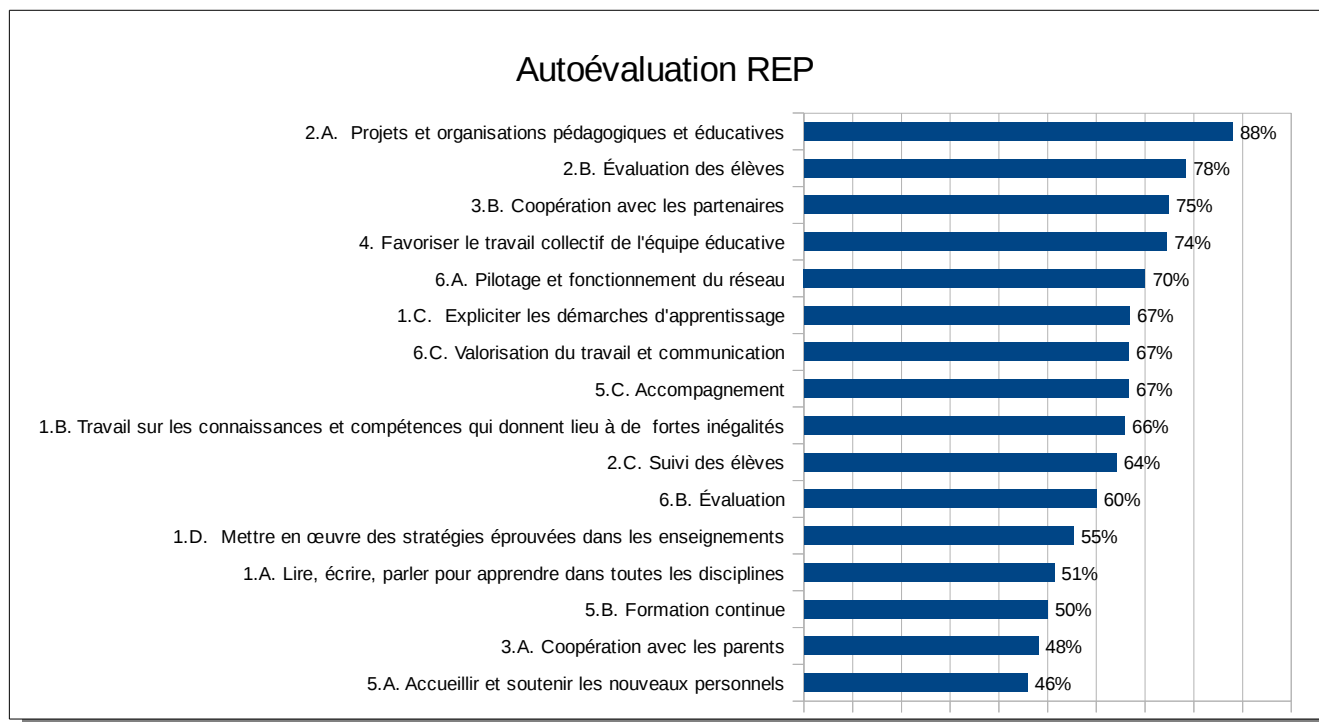 Autoévaluation REP
2.A.  Projets et organisations pédagogiques et éducatives 88%
2.B. Évaluation des élèves 78%
3.B. Coopération avec les partenaires 75%
4. Favoriser le travail collectif de l'équipe éducative 74%
6.A. Pilotage et fonctionnement du réseau 70%
1.C.  Expliciter les démarches d'apprentissage 67%
6.C. Valorisation du travail et communication 67%
5.C. Accompagnement 67%
1.B. Travail sur les connaissances et compétences qui donnent lieu à de  fortes inégalités 66%
2.C. Suivi des élèves 64%
6.B. Évaluation 60%
1.D.  Mettre en œuvre des stratégies éprouvées dans les enseignements 55%
1.A. Lire, écrire, parler pour apprendre dans toutes les disciplines 51%
5.B. Formation continue 50%
3.A. Coopération avec les parents 48%
5.A. Accueillir et soutenir les nouveaux personnels 46%